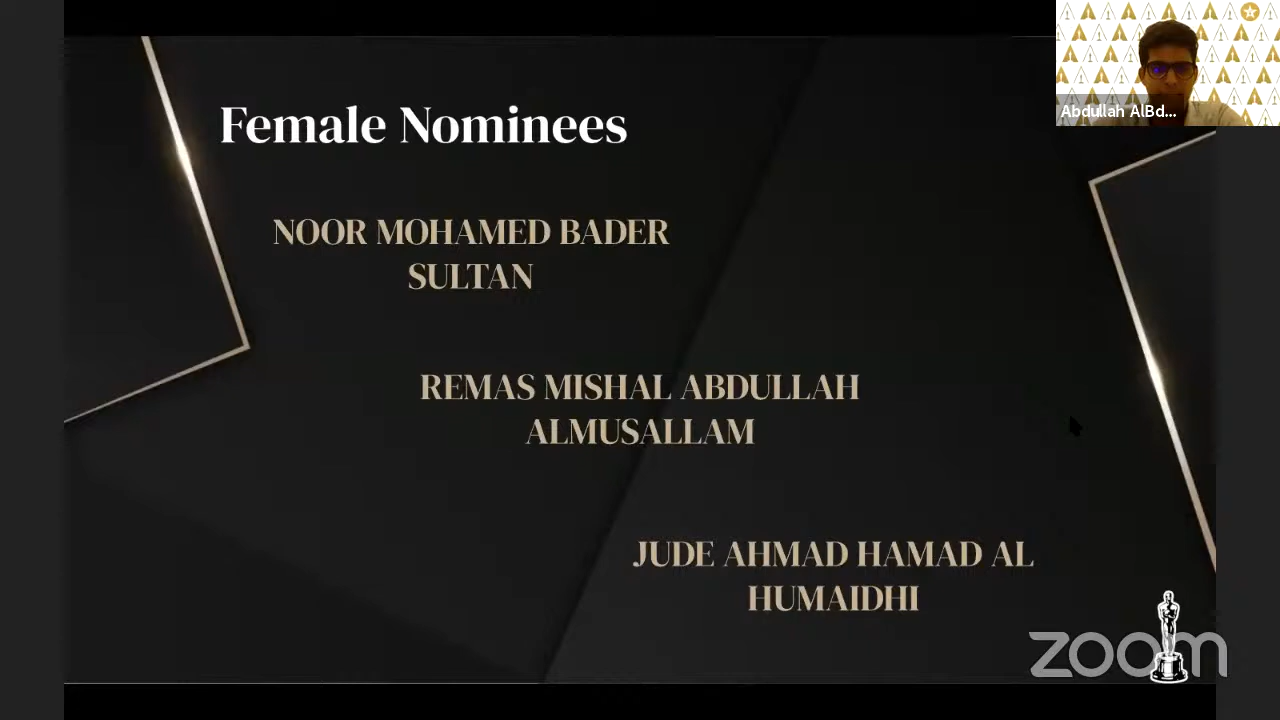 Female Nominees
NOOR MOHAMED BADER
SULTAN
REMAS MISHAL ABDULLAH
ALMUSALLAM
JUDE AHMAD HAMAD AL
HUMAIDHI
Abdullah AlBd...
zoom